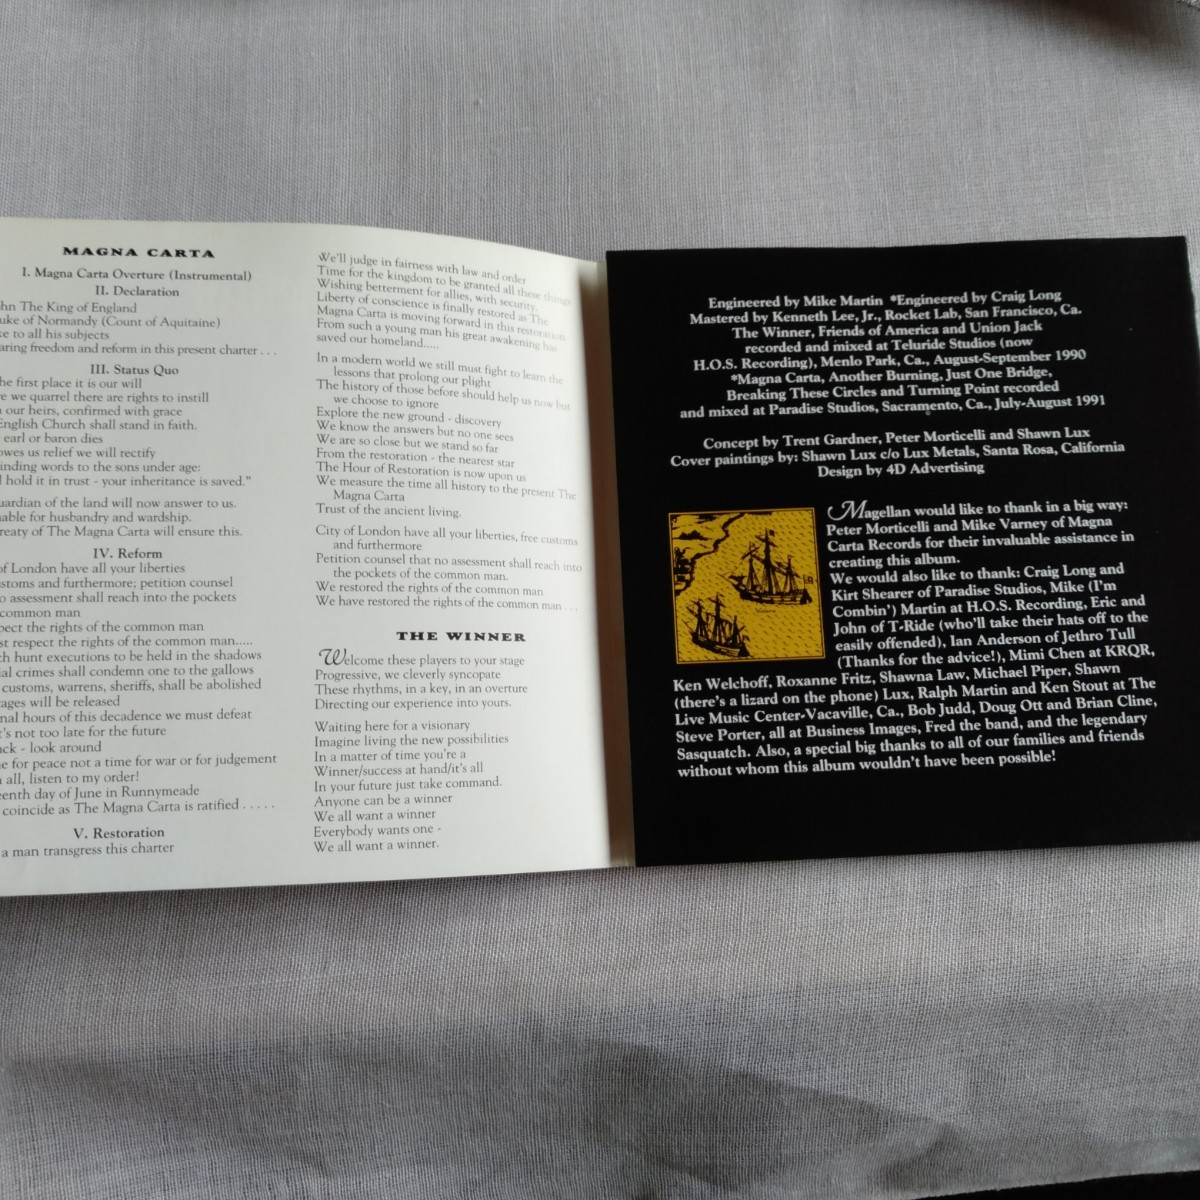 MAGNA CARTA
I. Magna Carta Overture (Instrumental)
II. Declaration
hn The King of England
uke of Normandy (Count of Aquitaine)
e to all his subjects
aring freedom and reform in this present charter . . .
III. Status Quo
he first place it is our will
e we quarrel there are rights to instill
our heirs, confirmed with grace
English Church shall stand in faith.
earl or baron dies
owes us relief we will rectify
inding words to the sons under age:
hold it in trust - your inheritance is saved."
uardian of the land will now answer to us.
able for husbandry and wardship.
reaty of The Magna Carta will ensure this.
IV. Reform
of London have all your liberties
stoms and furthermore; petition counsel
o assessment shall reach into the pockets
common man
pect the rights of the common man
st respect the rights of the common man.....
h hunt executions to be held in the shadows
ial crimes shall condemn one to the gallows
customs, warrens, sheriffs, shall be abolished
ages will be released
nal hours of this decadence we must defeat
t's not too late for the future
ck - look around
e for peace not a time for war or for judgement
all, listen to my order!
eenth day of June in Runnymeade
coincide as The Magna Carta is ratified . . . . .
V. Restoration
a man transgress this charter
We'll judge in fairness with law and order
Time for the kingdom to be granted all these things
Wishing betterment for allies, with security.
Liberty of conscience is finally restored as The
Magna Carta is moving forward in this restoration
From such a young man his great awakening has
saved our homeland.....
In a modern world we still must fight to learn the
lessons that prolong our plight
The history of those before should help us now but
we choose to ignore
Explore the new ground - discovery
We know the answers but no one sees
We are so close but we stand so far
From the restoration - the nearest star
The Hour of Restoration is now upon us
We measure the time all history to the present The
Magna Carta
Trust of the ancient living.
City of London have all your liberties, free customs
and furthermore
Petition counsel that no assessment shall reach into
the pockets of the common man.
We restored the rights of the common man
We have restored the rights of the common man . . .
THE WINNER
Welcome these players to your stage
Progressive, we cleverly syncopate
These rhythms, in a key, in an overture
Directing our experience into yours.
Waiting here for a visionary
Imagine living the new possibilities
In a matter of time you're a
Winner/success at hand/it's all
In your future just take command.
Anyone can be a winner
We all want a winner
Everybody wants one -
We all want a winner.
Engineered by Mike Martin *Engineered by Craig Long
Mastered by Kenneth Lee, Jr., Rocket Lab, San Francisco, Ca.
The Winner, Friends of America and Union Jack
recorded and mixed at Teluride Studios (now
H.O.S. Recording), Menlo Park, Ca., August-September 1990
*Magna Carta, Another Burning, Just One Bridge,
Breaking These Circles and Turning Point recorded
and mixed at Paradise Studios, Sacramento, Ca., July-August 1991
Concept by Trent Gardner, Peter Morticelli and Shawn Lux
Cover paintings by: Shawn Lux c/o Lux Metals, Santa Rosa, California
Design by 4D Advertising
Magellan would like to thank in a big way:
Peter Morticelli and Mike Varney of Magna
Carta Records for their invaluable assistance in
creating this album.
We would also like to thank: Craig Long and
Kirt Shearer of Paradise Studios, Mike (I'm
Combin') Martin at H.O.S. Recording, Eric and
John of T-Ride (who'll take their hats off to the
easily offended), Ian Anderson of Jethro Tull
(Thanks for the advice!), Mimi Chen at KRQR,
Ken Welchoff, Roxanne Fritz, Shawna Law, Michael Piper, Shawn
(there's a lizard on the phone) Lux, Ralph Martin and Ken Stout at The
Live Music Center-Vacaville, Ca., Bob Judd, Doug Ott and Brian Cline,
Steve Porter, all at Business Images, Fred the band, and the legendary
Sasquatch. Also, a special big thanks to all of our families and friends
without whom this album wouldn't have been possible!